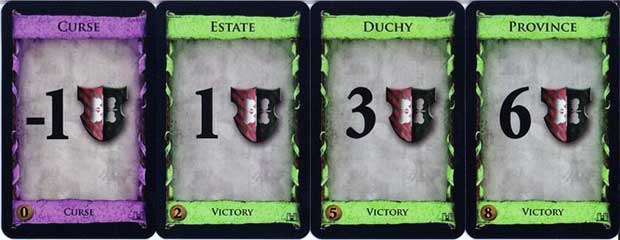 CURSE
-1
0 CURSE
ESTATE
1
2 VICTORY
DUCHY
3
5 VICTORY
PROVINCE
6
8 VICTORY